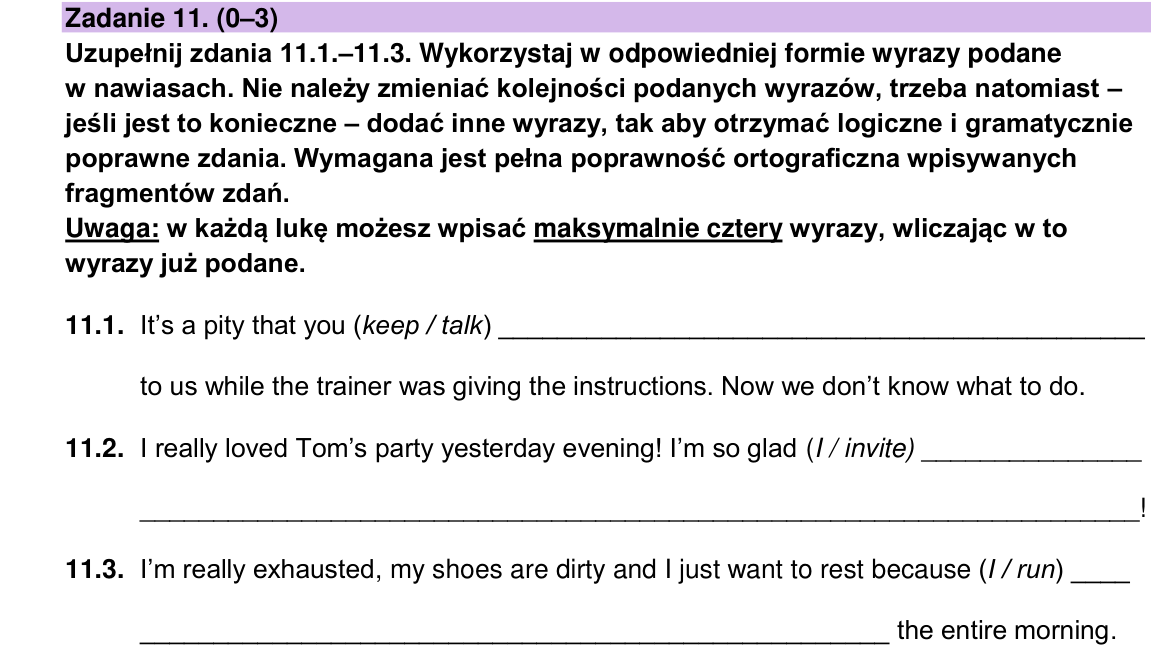 Zadanie 11. (0–3)
Uzupełnij zdania 11.1.–11.3. Wykorzystaj w odpowiedniej formie wyrazy podane
w nawiasach. Nie należy zmieniać kolejności podanych wyrazów, trzeba natomiast –
jeśli jest to konieczne – dodać inne wyrazy, tak aby otrzymać logiczne i gramatycznie
poprawne zdania. Wymagana jest pełna poprawność ortograficzna wpisywanych
fragmentów zdań.
Uwaga: w każdą lukę możesz wpisać maksymalnie cztery wyrazy, wliczając w to
wyrazy już podane.
11.1. It’s a pity that you (keep / talk) ____________________________________________
to us while the trainer was giving the instructions. Now we don’t know what to do.
11.2. I really loved Tom’s party yesterday evening! I’m so glad (I / invite) _______________
____________________________________________________________________!
11.3. I’m really exhausted, my shoes are dirty and I just want to rest because (I / run) ____
___________________________________________________ the entire morning.